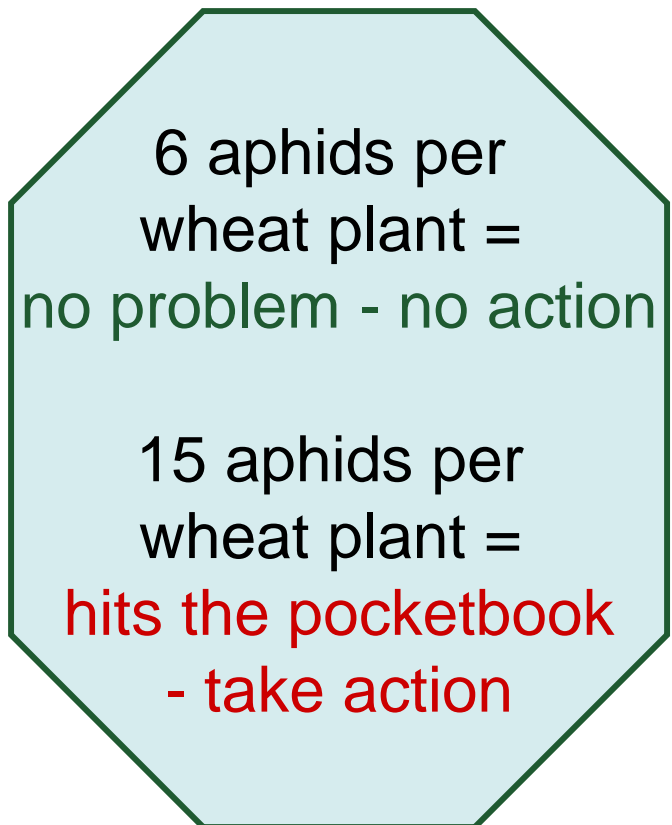 6 aphids per
wheat plant =
no problem - no action
15 aphids per
wheat plant =
hits the pocketbook
- take action